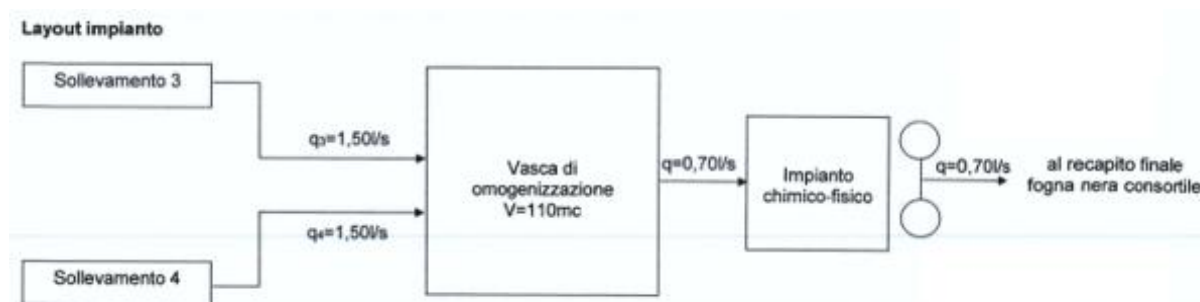 Layout impianto
Sollevamento 3
q3=1,50l/s
Vasca di
omogenizzazione
V=110mc
q4=1,50l/s
Sollevamento 4
q=0,70l/s
Impianto
chimico-fisico
q=0,70l/s
al recapito finale
fogna nera consortile